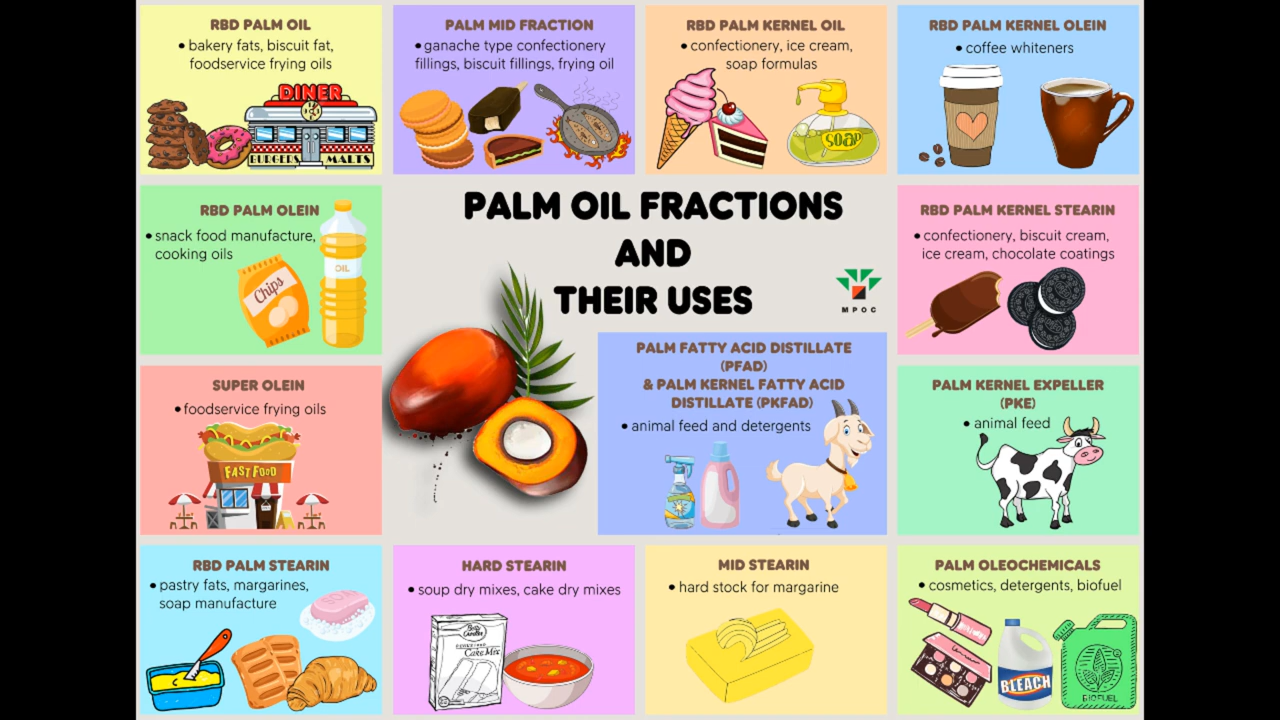 RBD PALM OIL
• bakery fats, biscuit fat,
foodservice frying oils
DINER
BURGERS MALTS
PALM MID FRACTION
• ganache type confectionery
fillings, biscuit fillings, frying oil
RBD PALM KERNEL OIL
• confectionery, ice cream,
soap formulas
SOAP
RBD PALM KERNEL OLEIN
• coffee whiteners
RBD PALM OLEIN
• snack food manufacture,
cooking oils
Chips
OIL
PALM OIL FRACTIONS
AND
THEIR USES
MPOC
RBD PALM KERNEL STEARIN
• confectionery, biscuit cream,
ice cream, chocolate coatings
SUPER OLEIN
• foodservice frying oils
FAST FOOD
PALM FATTY ACID DISTILLATE
(PFAD)
& PALM KERNEL FATTY ACID
DISTILLATE (PKFAD)
• animal feed and detergents
PALM KERNEL EXPELLER
(PKE)
• animal feed
RBD PALM STEARIN
• pastry fats, margarines,
soap manufacture
HARD STEARIN
• soup dry mixes, cake dry mixes
Betty
Crocker
Cake Mix
MID STEARIN
• hard stock for margarine
PALM OLEOCHEMICALS
• cosmetics, detergents, biofuel
BLEACH
BIOFUEL